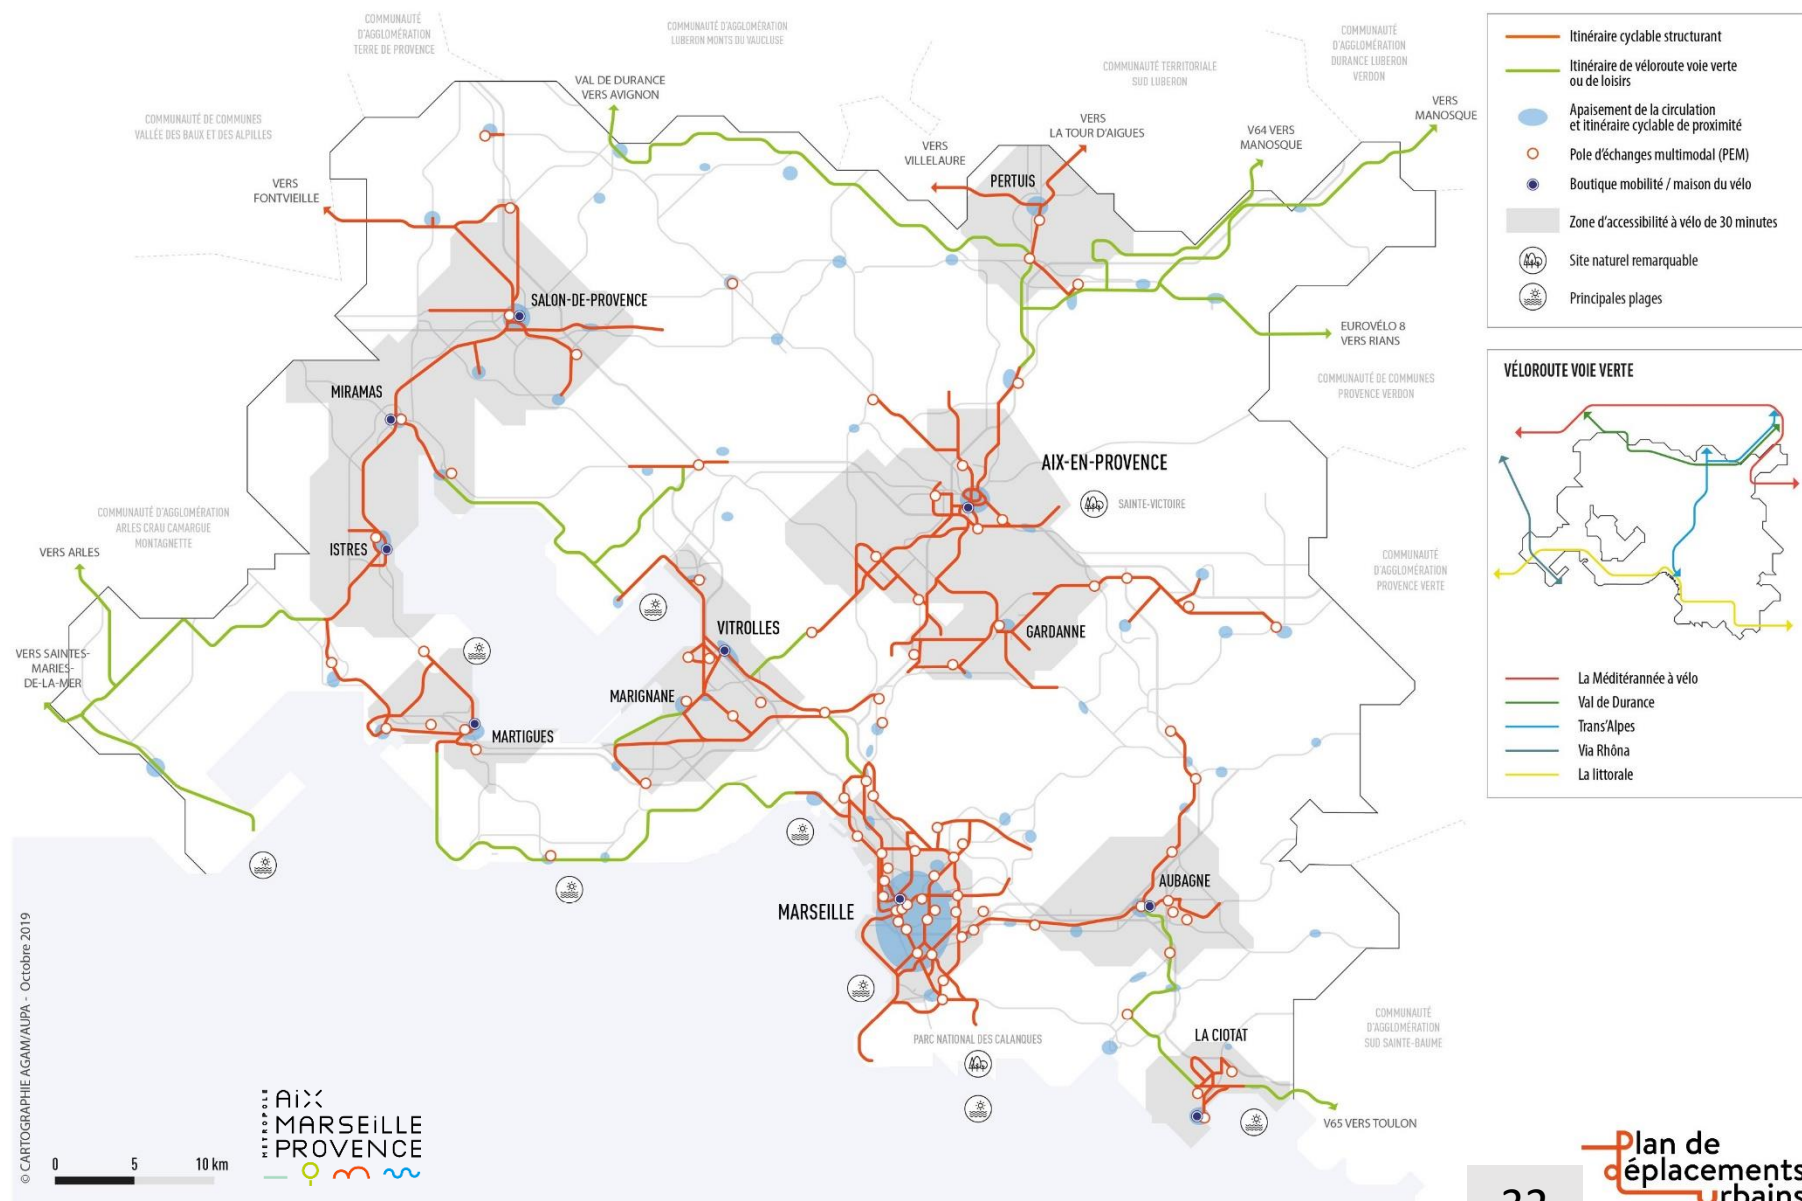 COMMUNAUTÉ
D'AGGLOMÉRATION
TERRE DE PROVENCE
COMMUNAUTÉ D'AGGLOMÉRATION
LUBERON MONTS DU VAUCLUSE
COMMUNAUTÉ TERRITORIALE
SUD LUBERON
COMMUNAUTÉ
D'AGGLOMÉRATION
DURANCE LUBERON
VERDON
COMMUNAUTÉ DE COMMUNES
VALLÉE DES BAUX ET DES ALPILLES
VAL DE DURANCE
VERS AVIGNON
VERS
LA TOUR D'AIGUES
VERS
VILLELAURE
V64 VERS
MANOSQUE
VERS
MANOSQUE
VERS
FONTVIEILLE
PERTUIS
SALON-DE-PROVENCE
EUROVÉLO 8
VERS RIANS
MIRAMAS
COMMUNAUTÉ DE COMMUNES
PROVENCE VERDON
AIX-EN-PROVENCE
SAINTE-VICTOIRE
COMMUNAUTÉ D'AGGLOMÉRATION
ARLES CRAU CAMARGUE
MONTAGNETTE
VERS ARLES
ISTRES
COMMUNAUTÉ
D'AGGLOMÉRATION
PROVENCE VERTE
VITROLLES
GARDANNE
VERS SAINTES-
MARIES-
DE-LA-MER
MARIGNANE
MARTIGUES
AUBAGNE
MARSEILLE
PARC NATIONAL DES CALANQUES
LA CIOTAT
COMMUNAUTÉ
D'AGGLOMÉRATION
SUD SAINTE-BAUME
V65 VERS TOULON
Itinéraire cyclable structurant
Itinéraire de véloroute voie verte
ou de loisirs
Apaisement de la circulation
et itinéraire cyclable de proximité
Pole d'échanges multimodal (PEM)
Boutique mobilité / maison du vélo
Zone d'accessibilité à vélo de 30 minutes
Site naturel remarquable
Principales plages
VÉLOROUTE VOIE VERTE
La Méditérannée à vélo
Val de Durance
Trans'Alpes
Via Rhôna
La littorale
© CARTOGRAPHIE AGAM/AUPA - Octobre 2019
0 5 10 km
MÉTROPOLE
AIX
MARSEILLE
PROVENCE
Plan de
déplacements
urbains